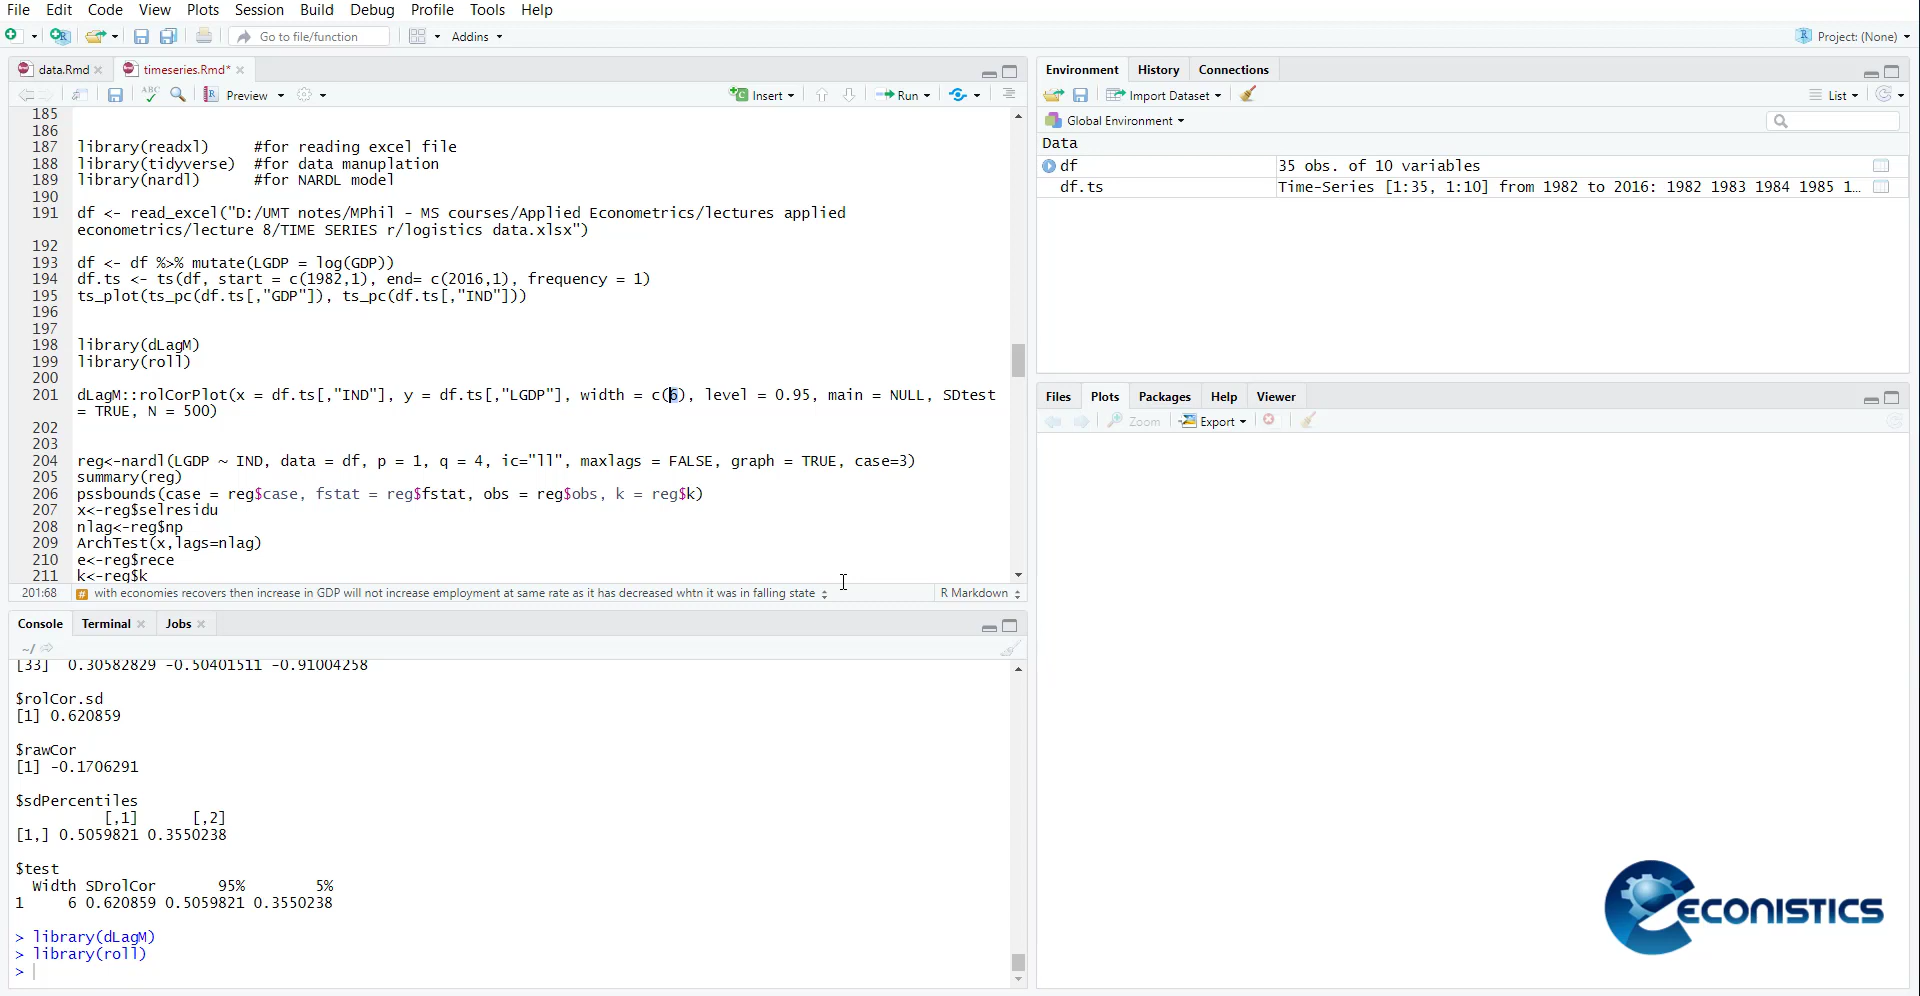 File Edit Code View Plots Session Build Debug Profile Tools Help
Go to file/function Addins Project: (None)
data.Rmd timeseries.Rmd*
ABC Preview Insert Run
185
186
187 library(readxl) #for reading excel file
188 library(tidyverse) #for data manuplation
189 library(nardl) #for NARDL model
190
191 df <- read_excel("D:/UMT notes/MPhil - MS courses/Applied Econometrics/lectures applied
econometrics/lecture 8/TIME SERIES r/logistics data.xlsx")
192
193 df <- df %>% mutate(LGDP = log(GDP))
194 df.ts <- ts(df, start = c(1982,1), end= c(2016,1), frequency = 1)
195 ts_plot(ts_pc(df.ts[,"GDP"]), ts_pc(df.ts[,"IND"]))
196
197
198 library(dLagM)
199 library(roll)
200
201 dLagM::rolCorPlot(x = df.ts[,"IND"], y = df.ts[,"LGDP"], width = c(6), level = 0.95, main = NULL, SDtest
= TRUE, N = 500)
202
203
204 reg<-nardl(LGDP ~ IND, data = df, p = 1, q = 4, ic="ll", maxlags = FALSE, graph = TRUE, case=3)
205 summary(reg)
206 pssbounds(case = reg$case, fstat = reg$fstat, obs = reg$obs, k = reg$k)
207 x<-reg$selresidu
208 nlag<-reg$np
209 ArchTest(x,lags=nlag)
210 e<-reg$rece
211 k<-reg$k
201:68 # with economies recovers then increase in GDP will not increase employment at same rate as it has decreased whtn it was in falling state R Markdown
Console Terminal Jobs
~/
[33] 0.30582829 -0.50401511 -0.91004258
$rolCor.sd
[1] 0.620859
$rawCor
[1] -0.1706291
$sdPercentiles
[,1] [,2]
[1,] 0.5059821 0.3550238
$test
Width SDrolCor 95% 5%
1 6 0.620859 0.5059821 0.3550238
> library(dLagM)
> library(roll)
>
Environment History Connections
Import Dataset List
Global Environment
Data
df 35 obs. of 10 variables
df.ts Time-Series [1:35, 1:10] from 1982 to 2016: 1982 1983 1984 1985 1...
Files Plots Packages Help Viewer
Zoom Export
ECONISTICS